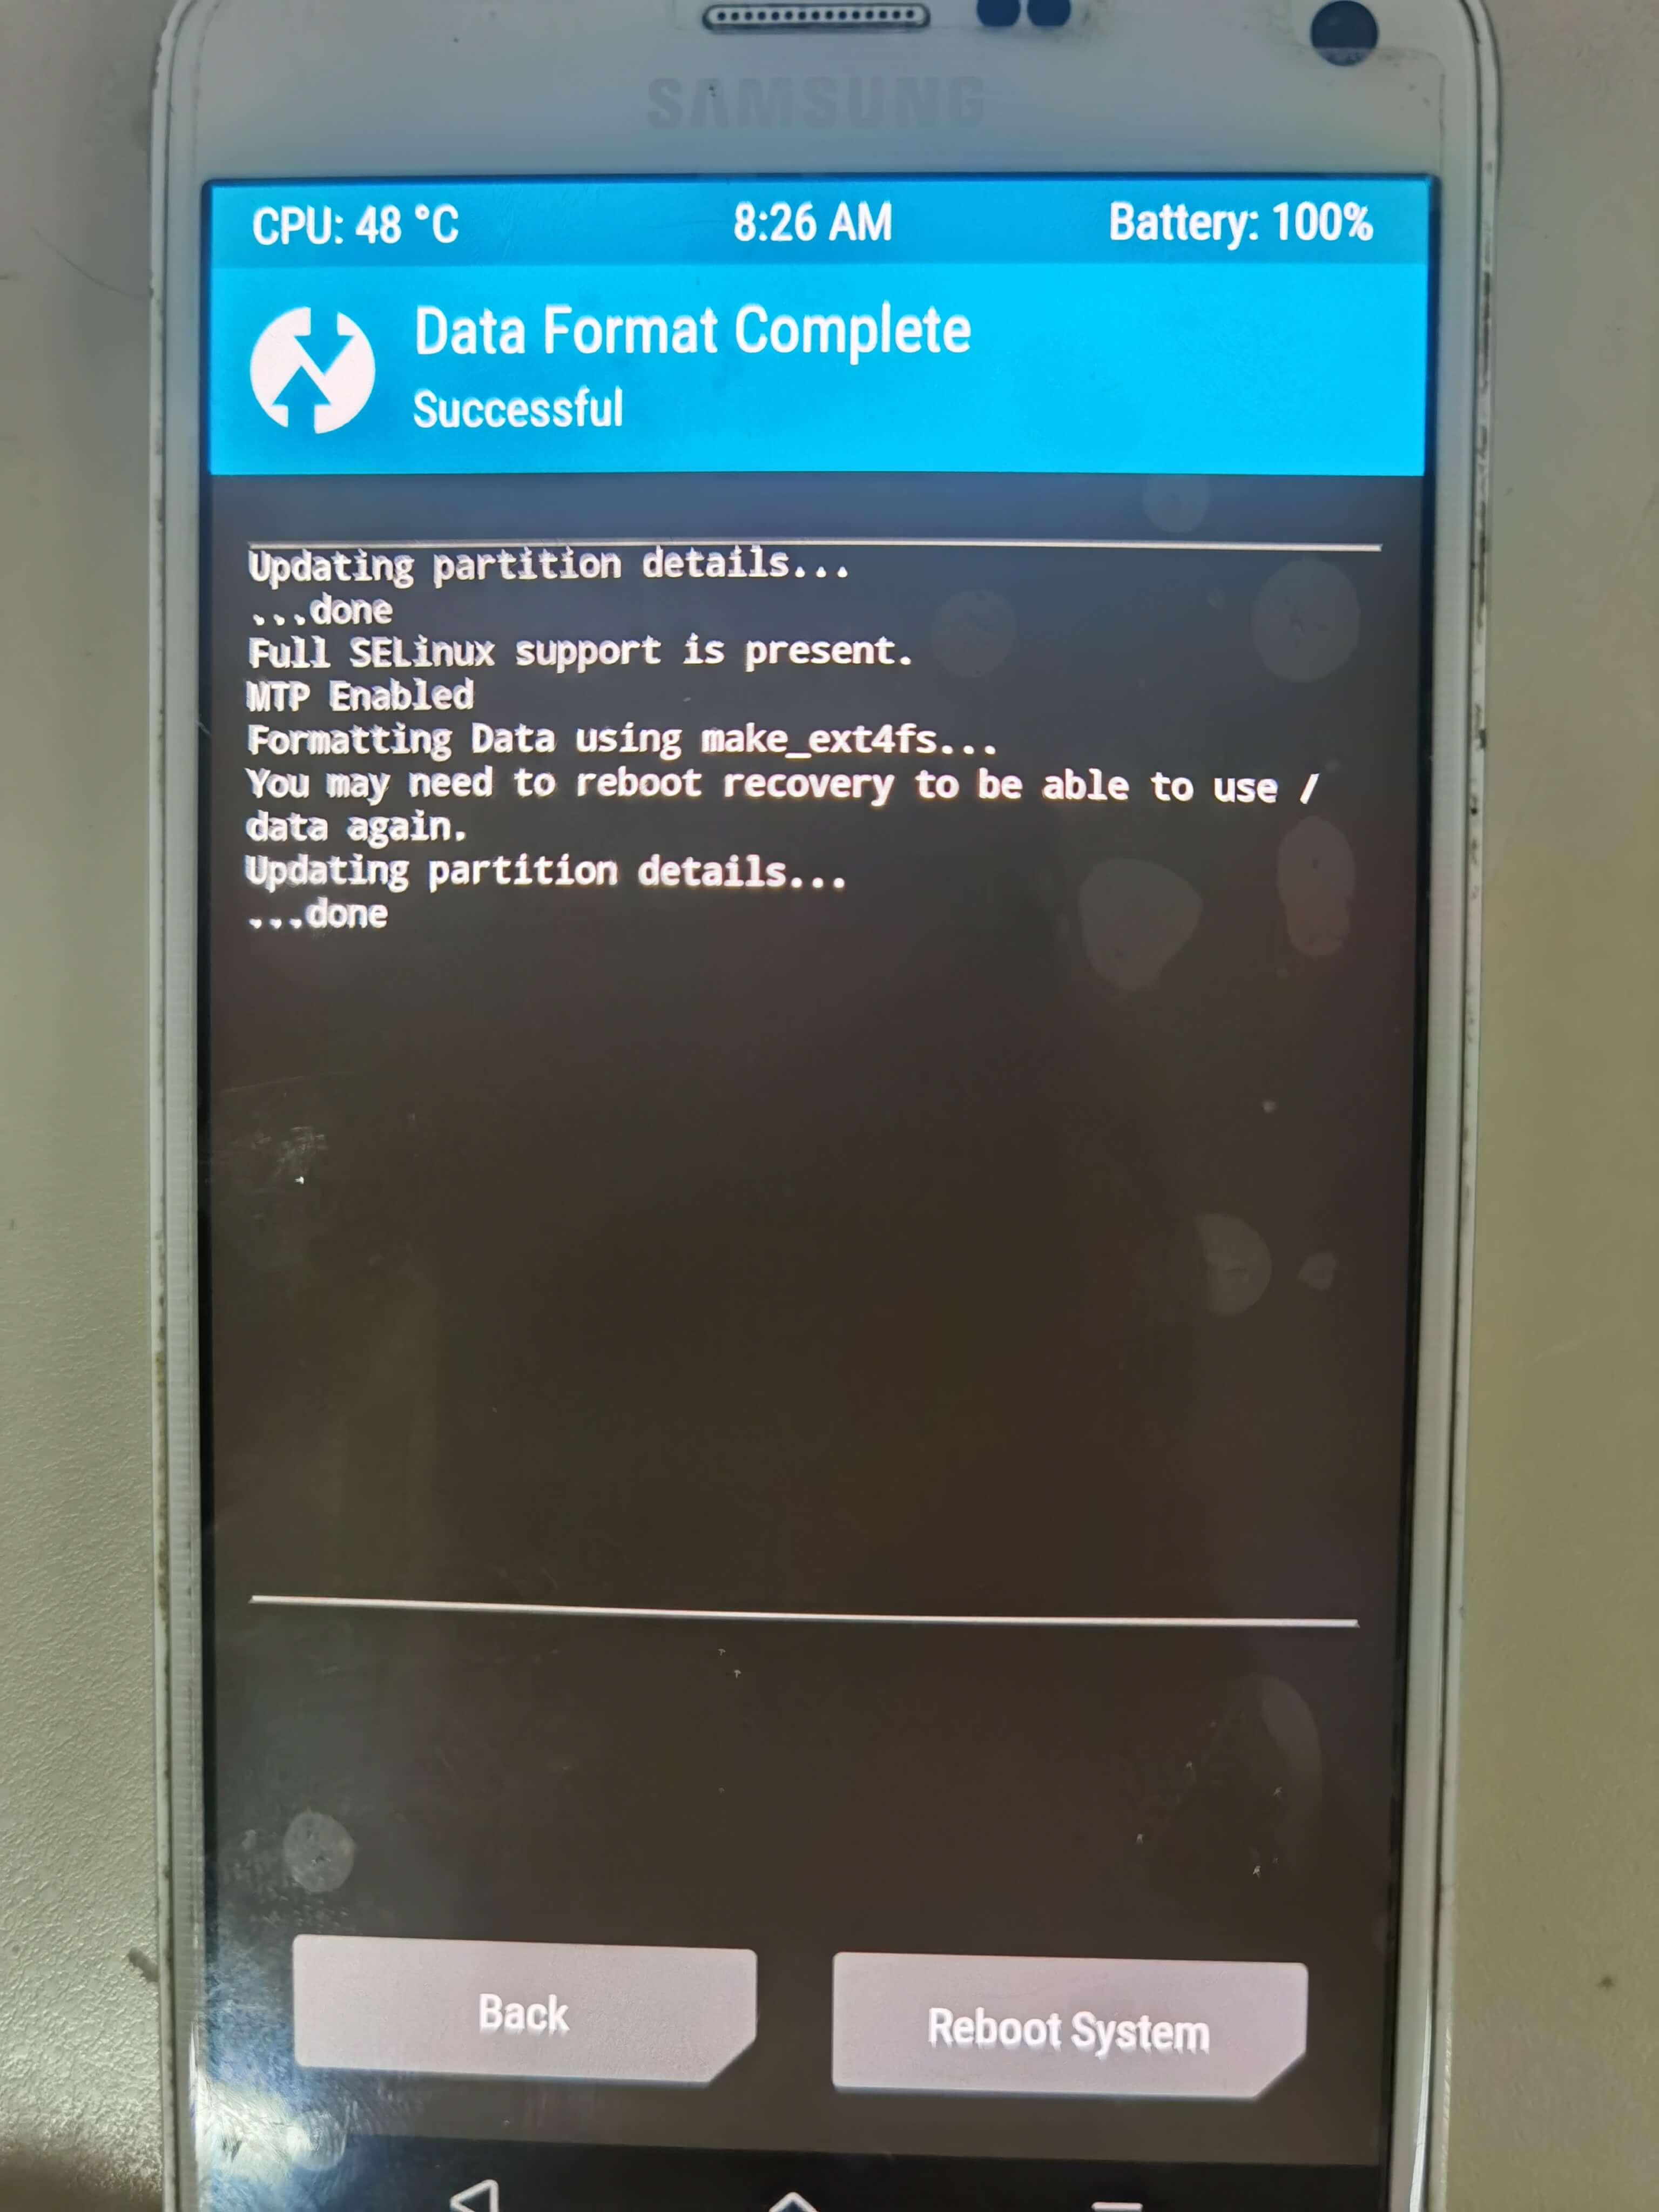 SAMSUNG
CPU: 48 °C 8:26 AM Battery: 100%
Data Format Complete
Successful
Updating partition details...
...done
Full SELinux support is present.
MTP Enabled
Formatting Data using make_ext4fs...
You may need to reboot recovery to be able to use /
data again.
Updating partition details...
...done
Back Reboot System